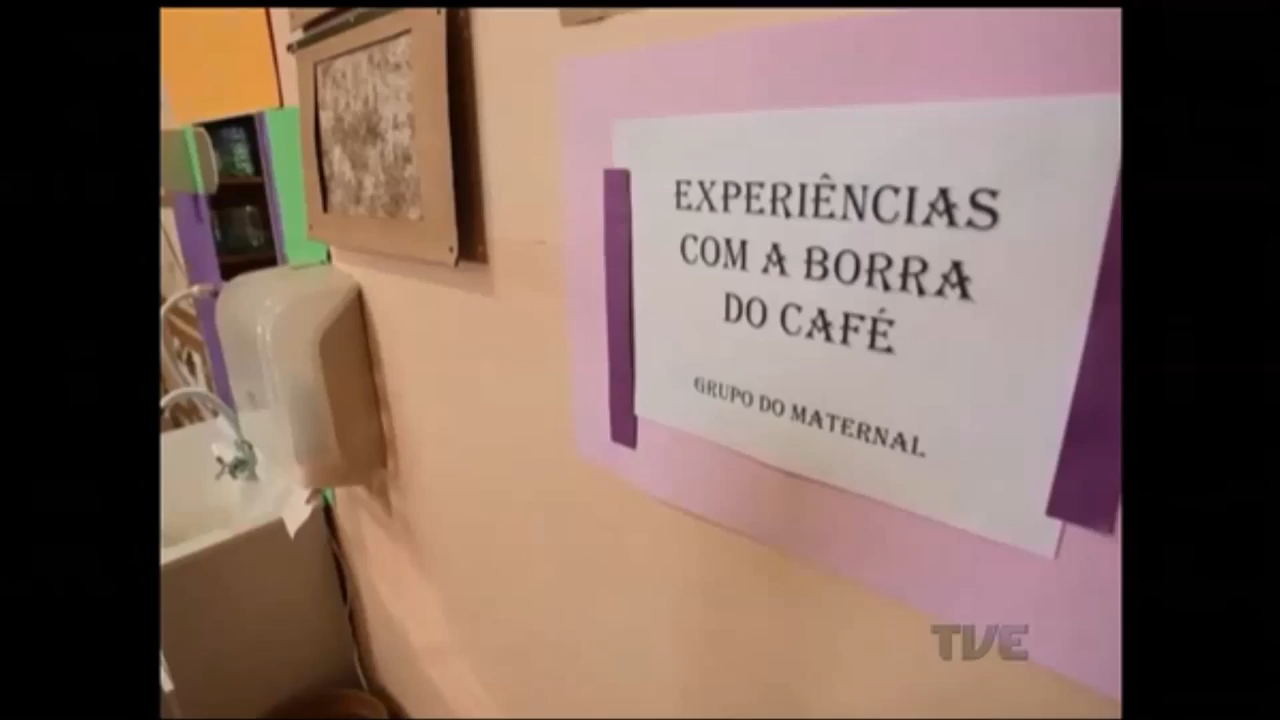 EXPERIÊNCIAS
COM A BORRA
DO CAFÉ
GRUPO DO MATERNAL
TVE